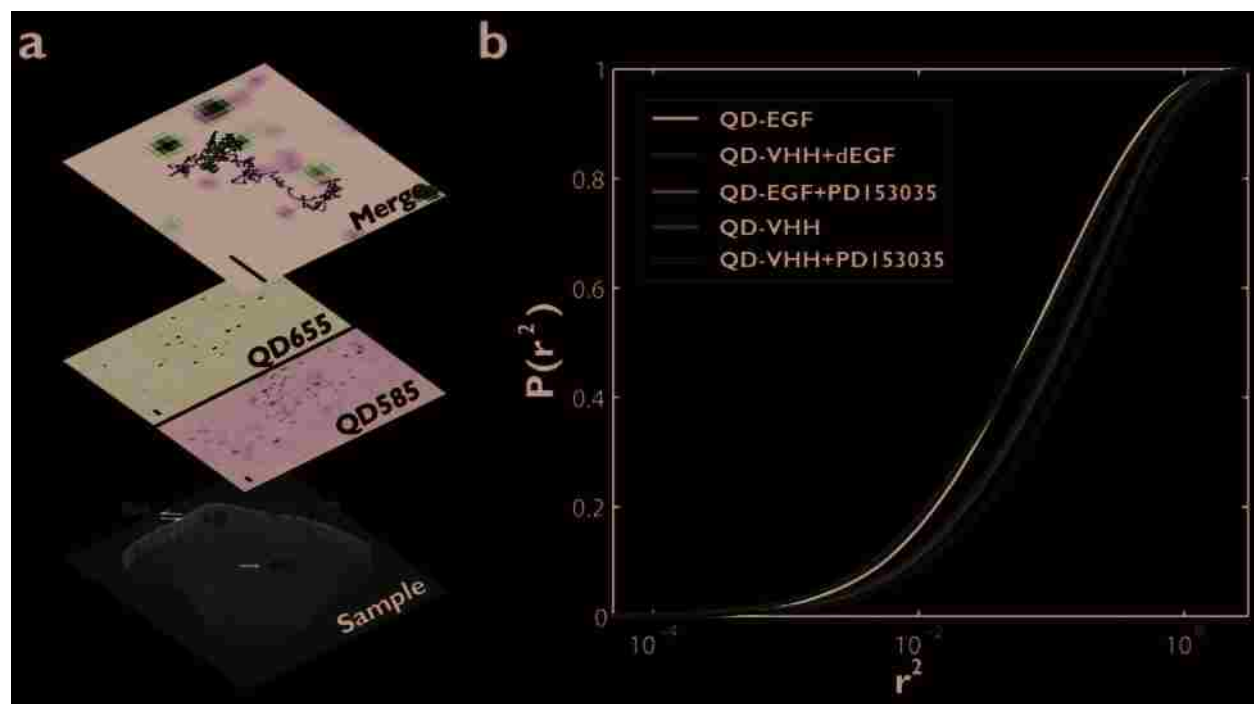 a
Merge
QD655
QD585
Sample
b
1
0.8
0.6
0.4
0.2
0
P(r²)
QD-EGF
QD-VHH+dEGF
QD-EGF+PD153035
QD-VHH
QD-VHH+PD153035
10⁻⁴
10⁻²
10⁰
r²